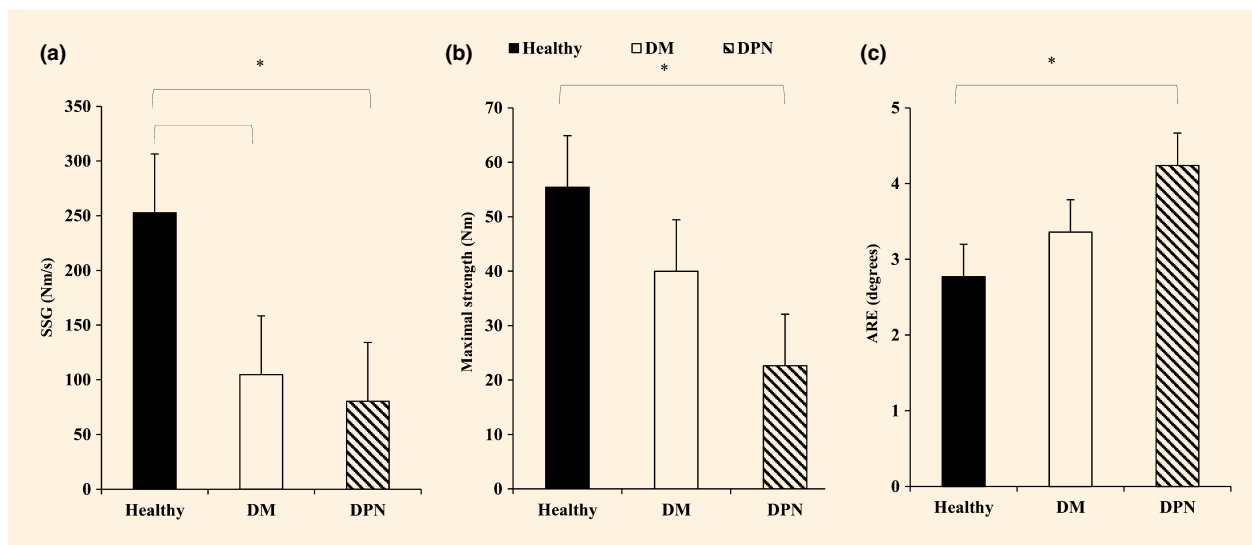 (a)
*
350
300
250
200
150
100
50
0
SSG (Nm/s)
Healthy DM DPN
(b)
Healthy DM DPN
*
70
60
50
40
30
20
10
0
Maximal strength (Nm)
Healthy DM DPN
(c)
*
5
4
3
2
1
0
ARE (degrees)
Healthy DM DPN